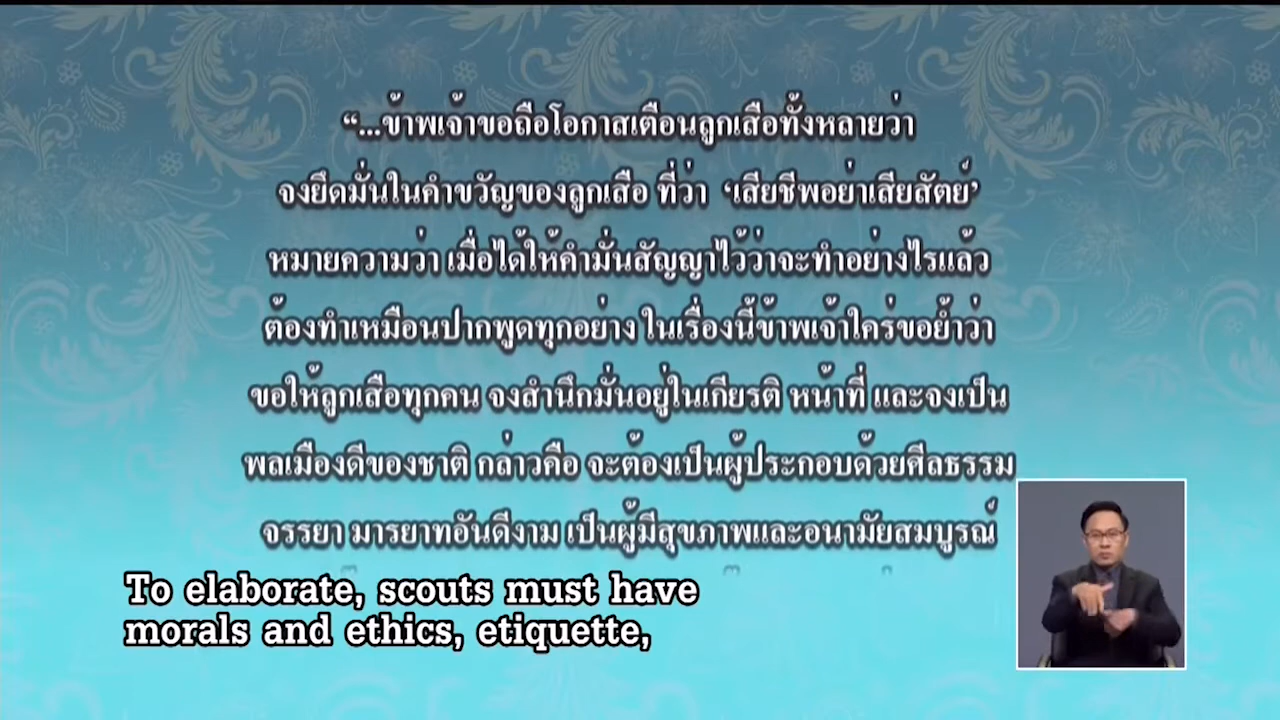 “...ข้าพเจ้าขอถือโอกาสเตือนลูกเสือทั้งหลายว่า
จงยึดมั่นในคำขวัญของลูกเสือ ที่ว่า ‘เสียชีพอย่าเสียสัตย์’
หมายความว่า เมื่อได้ให้คำมั่นสัญญาไว้ว่าจะทำอย่างไรแล้ว
ต้องทำเหมือนปากพูดทุกอย่าง ในเรื่องนี้ข้าพเจ้าใคร่ขอย้ำว่า
ขอให้ลูกเสือทุกคน จงสำนึกมั่นอยู่ในเกียรติ หน้าที่ และจงเป็น
พลเมืองดีของชาติ กล่าวคือ จะต้องเป็นผู้ประกอบด้วยศีลธรรม
จรรยา มารยาทอันดีงาม เป็นผู้มีสุขภาพและอนามัยสมบูรณ์
To elaborate, scouts must have
morals and ethics, etiquette,